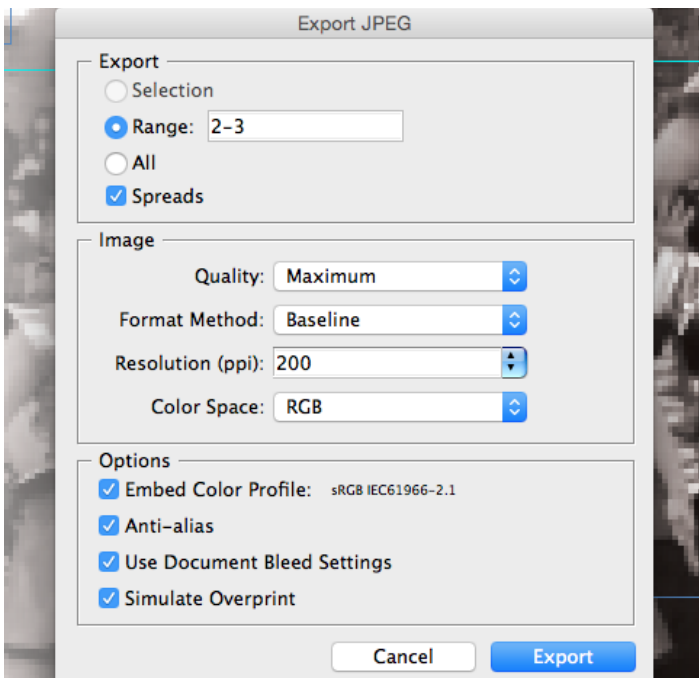 Export JPEG
Export
Selection
Range: 2-3
All
Spreads
Image
Quality: Maximum
Format Method: Baseline
Resolution (ppi): 200
Color Space: RGB
Options
Embed Color Profile: sRGB IEC61966-2.1
Anti-alias
Use Document Bleed Settings
Simulate Overprint
Cancel Export